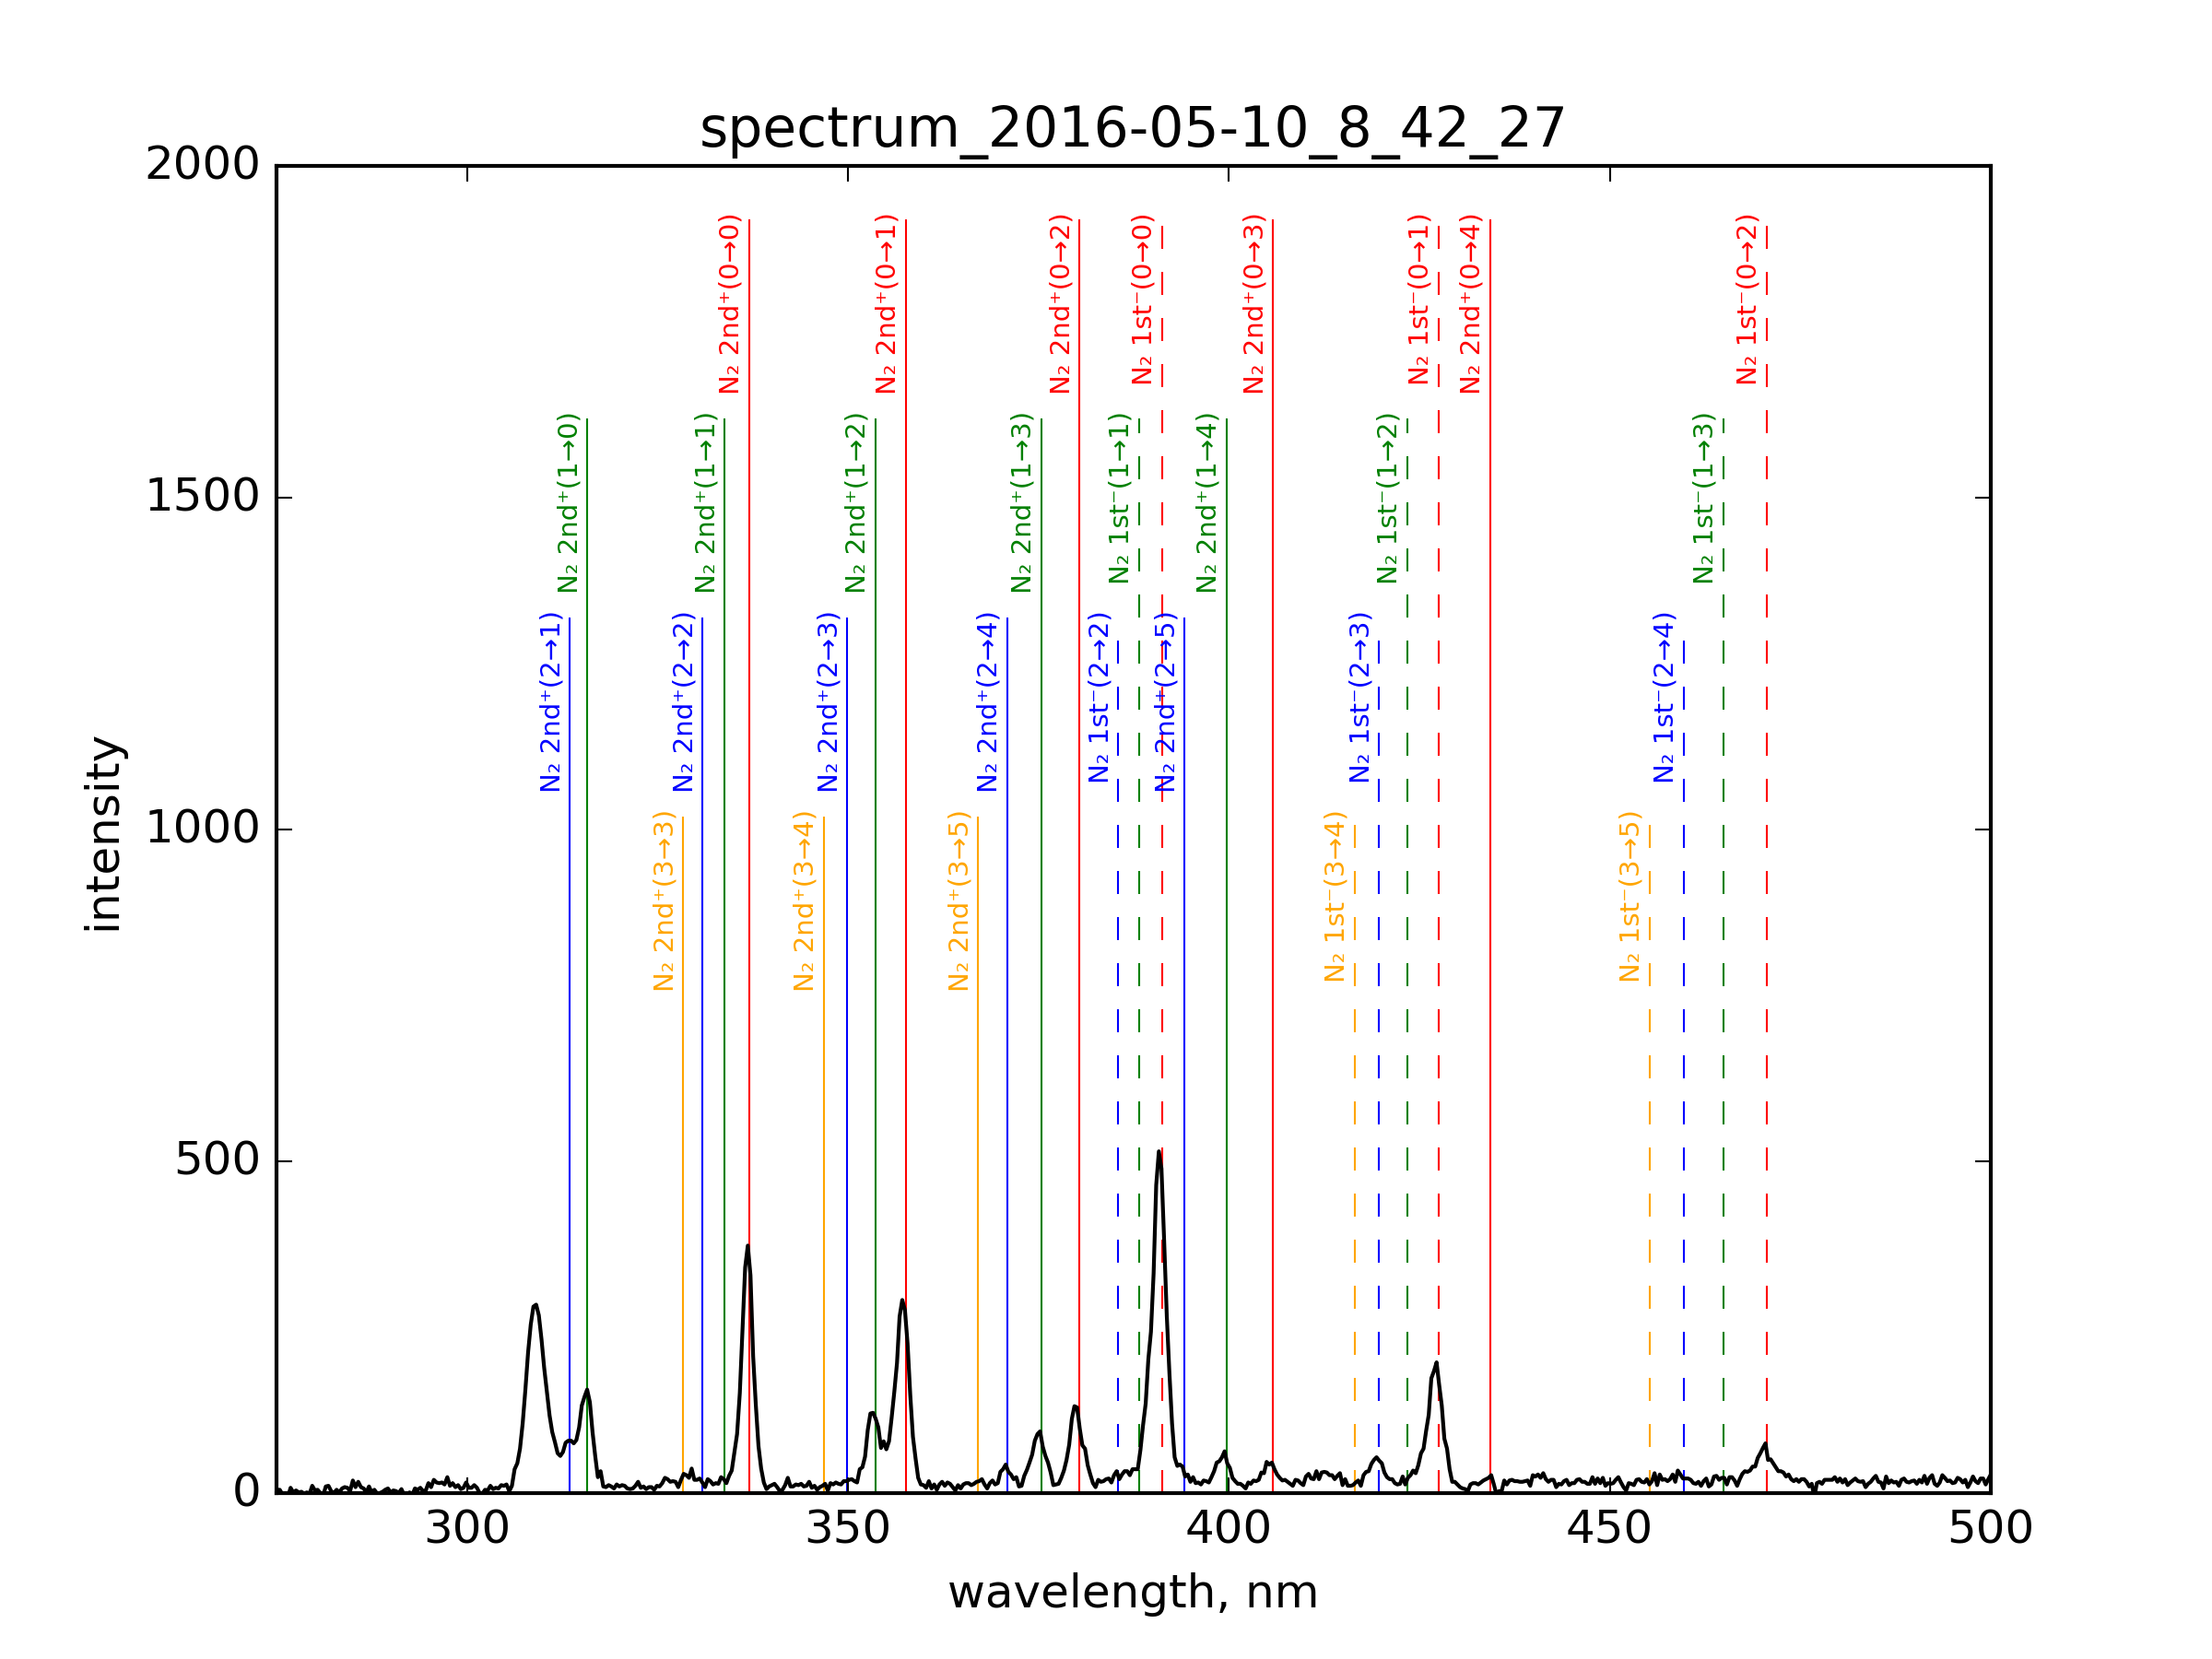 spectrum_2016-05-10_8_42_27
2000
1500
1000
500
0
intensity
N₂ 2nd⁺(0→0)
N₂ 2nd⁺(0→1)
N₂ 2nd⁺(0→2)
N₂ 1st⁻(0→0)
N₂ 2nd⁺(0→3)
N₂ 1st⁻(0→1)
N₂ 2nd⁺(0→4)
N₂ 1st⁻(0→2)
N₂ 2nd⁺(1→0)
N₂ 2nd⁺(1→1)
N₂ 2nd⁺(1→2)
N₂ 2nd⁺(1→3)
N₂ 1st⁻(1→1)
N₂ 2nd⁺(1→4)
N₂ 1st⁻(1→2)
N₂ 1st⁻(1→3)
N₂ 2nd⁺(2→1)
N₂ 2nd⁺(2→2)
N₂ 2nd⁺(2→3)
N₂ 2nd⁺(2→4)
N₂ 1st⁻(2→2)
N₂ 2nd⁺(2→5)
N₂ 1st⁻(2→3)
N₂ 1st⁻(2→4)
N₂ 2nd⁺(3→3)
N₂ 2nd⁺(3→4)
N₂ 2nd⁺(3→5)
N₂ 1st⁻(3→4)
N₂ 1st⁻(3→5)
300
350
400
450
500
wavelength, nm